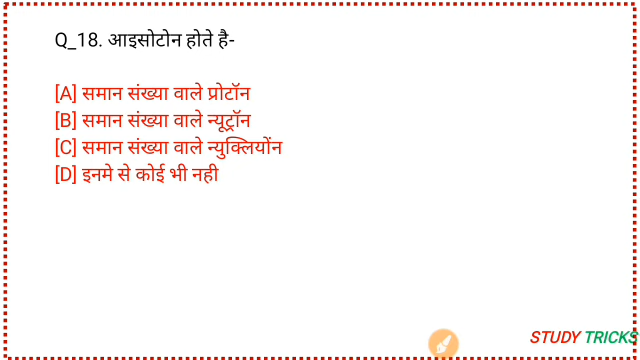 Q_18. आइसोटोन होते है-
[A] समान संख्या वाले प्रोटॉन
[B] समान संख्या वाले न्यूट्रॉन
[C] समान संख्या वाले न्युक्लियोंन
[D] इनमे से कोई भी नही
STUDY TRICKS